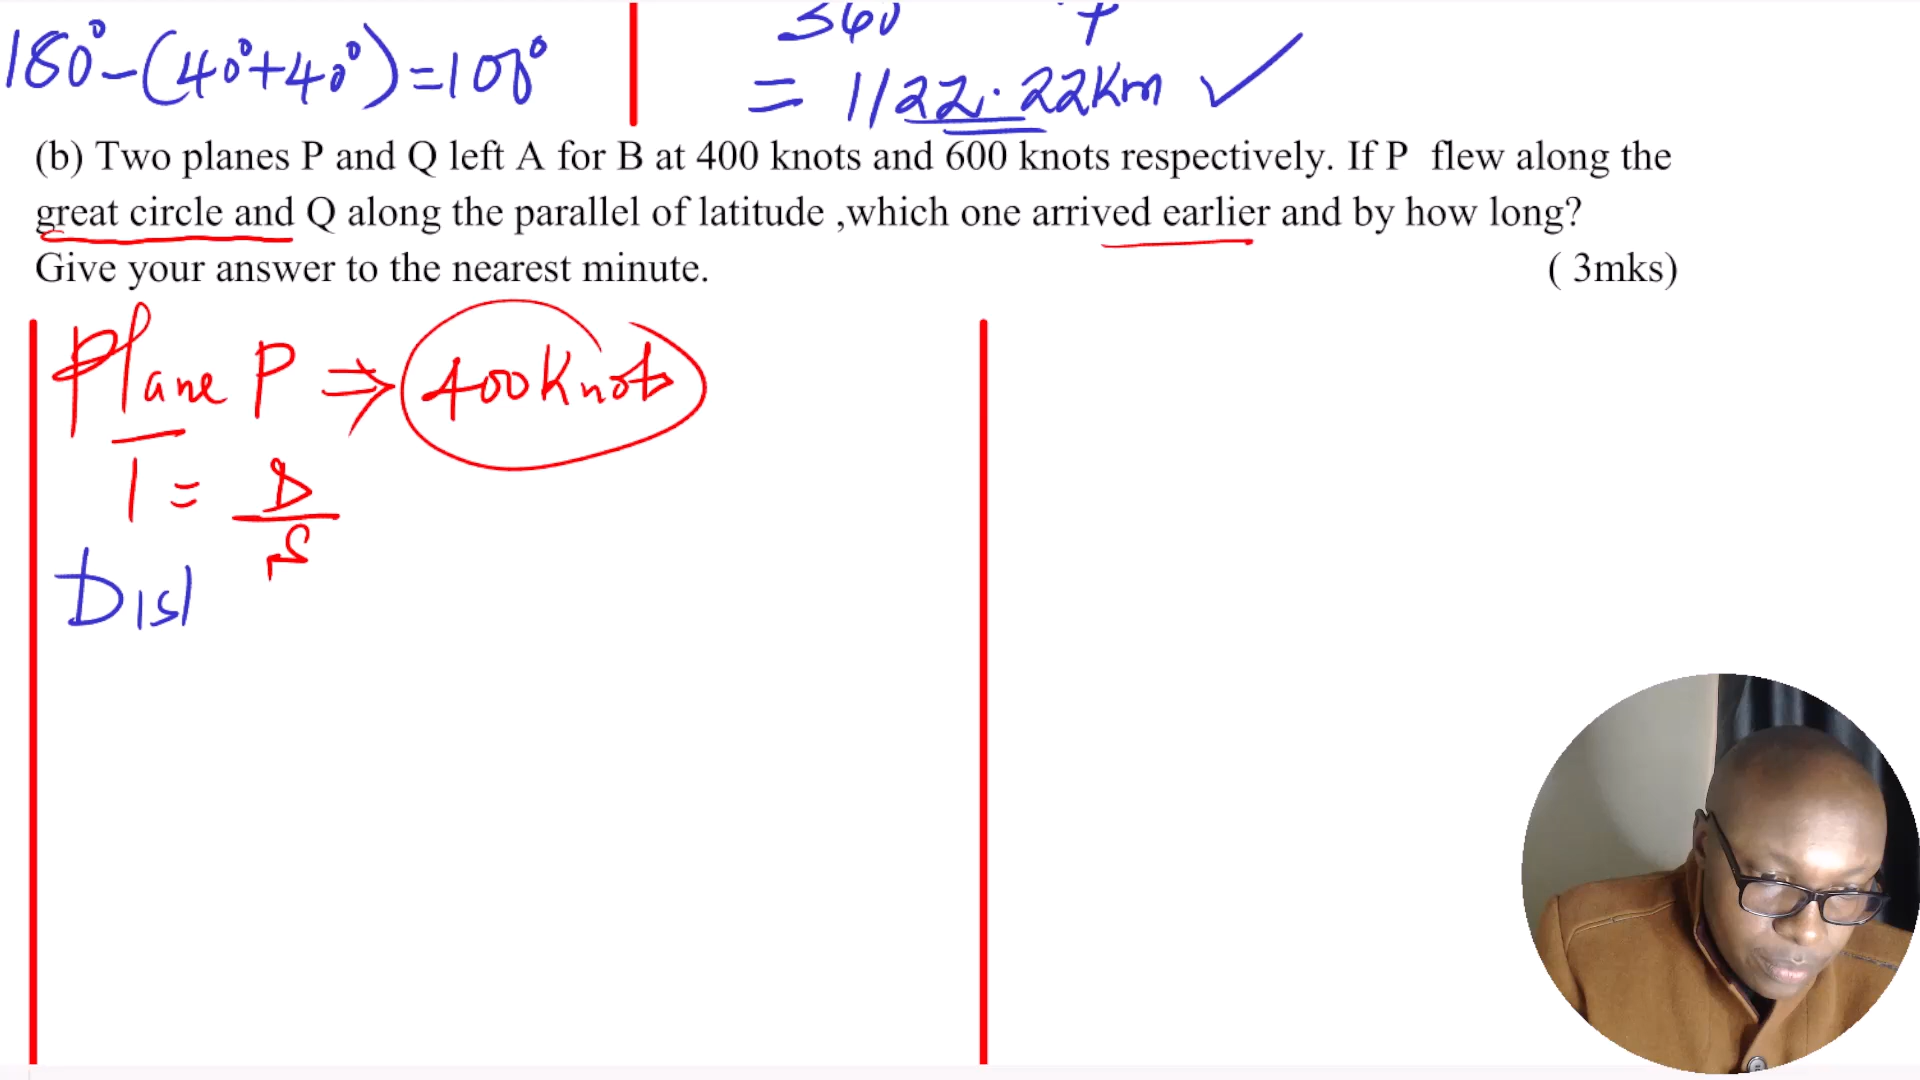 360 7
180°-(40°+40°)=100°
= 1122.22Km ✓
(b) Two planes P and Q left A for B at 400 knots and 600 knots respectively. If P flew along the
great circle and Q along the parallel of latitude ,which one arrived earlier and by how long?
Give your answer to the nearest minute. ( 3mks)
Plane P ⇒ 400Knots
T = D/S
Dist